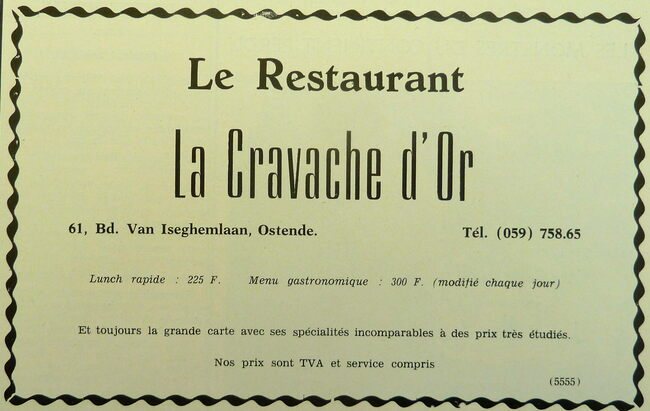 Le Restaurant
la Cravache d'Or
61, Bd. Van Iseghemlaan, Ostende. Tél. (059) 758.65
Lunch rapide : 225 F. Menu gastronomique : 300 F. (modifié chaque jour)
Et toujours la grande carte avec ses spécialités incomparables à des prix très étudiés.
Nos prix sont TVA et service compris
(5555)